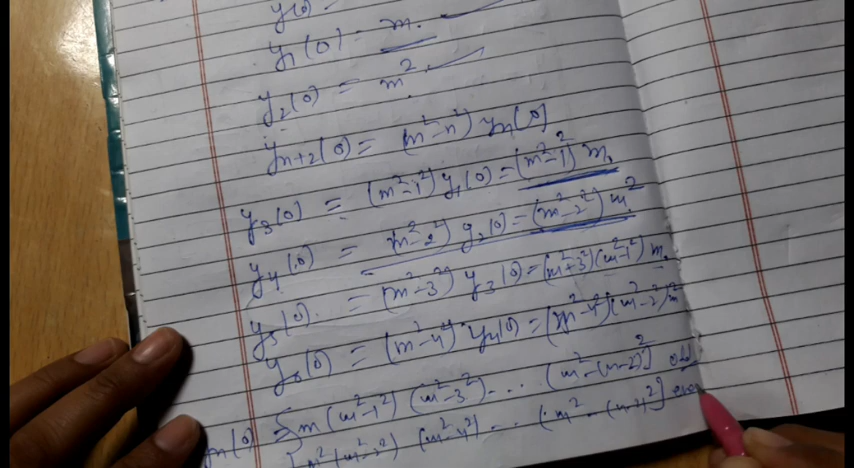 y(0)
y₁(0) = m.
y₂(0) = m².
yn+2(0) = (m²-n²) yn(0)
y₃(0) = (m²-1²) y₁(0) = (m²-1²) m.
y₄(0) = (m²-2²) y₂(0) = (m²-2²) m²
y₅(0) = (m²-3²) y₃(0) = (m²+3²)(m²-1²) m.
y₆(0) = (m²-4²) y₄(0) = (m²-4²)(m²-2²) m²
yn(0) = { m(m²-1²) (m²-3²) --- (m²-(n-2)²] odd
m²(m²-2²) (m²-4²) -- (m² - (n-2)²] even